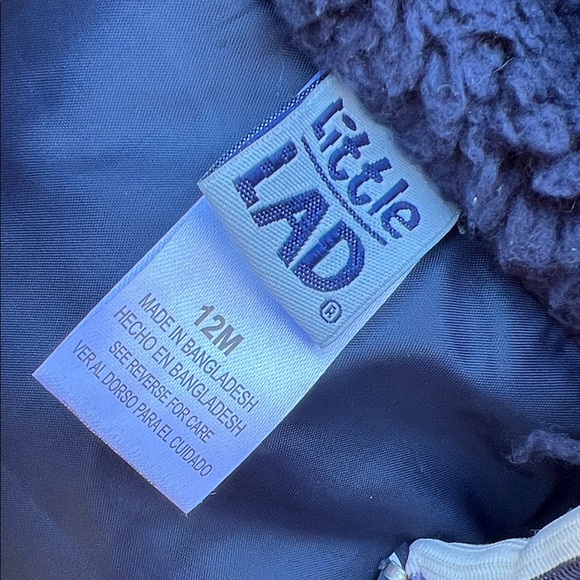 Little
LAD®
12M
MADE IN BANGLADESH
HECHO EN BANGLADESH
SEE REVERSE FOR CARE
VER AL DORSO PARA EL CUIDADO